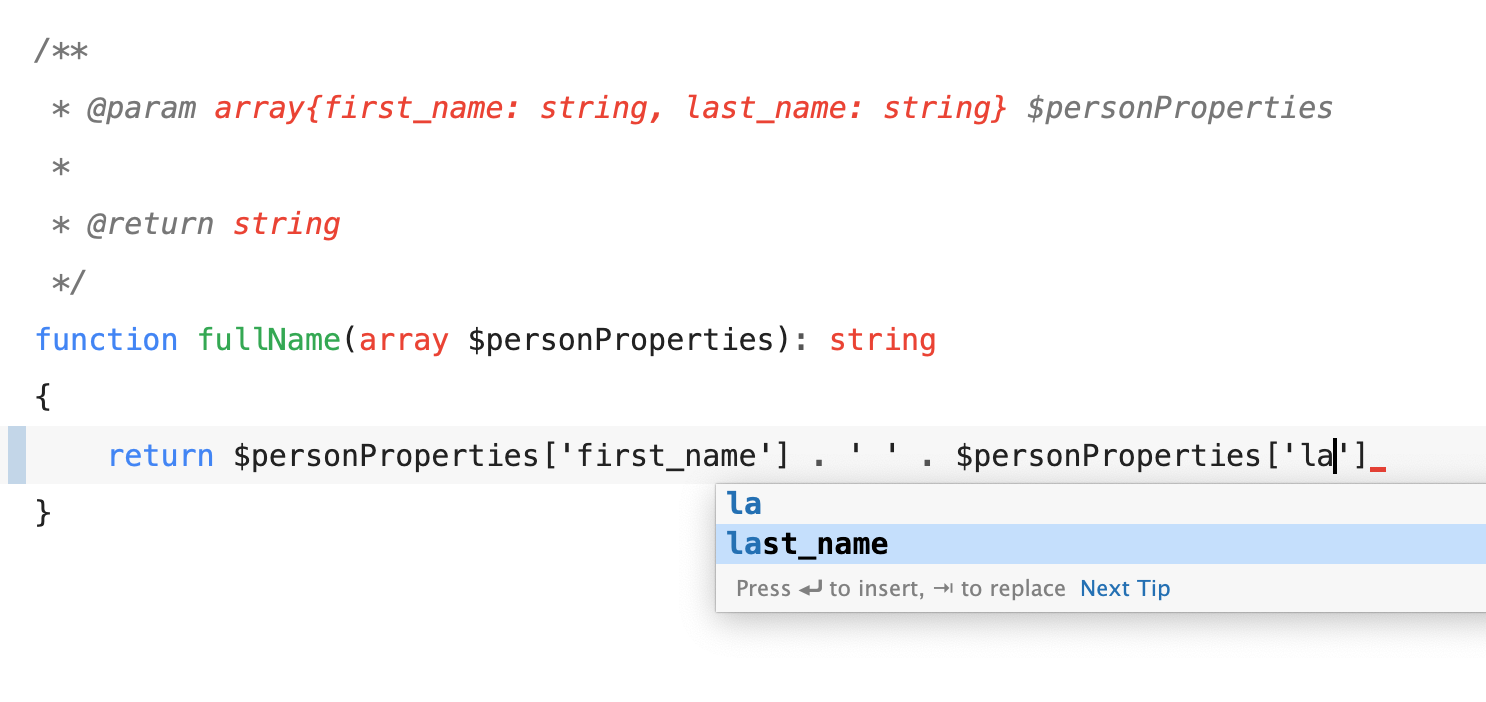 /**
 * @param array{first_name: string, last_name: string} $personProperties
 *
 * @return string
 */
function fullName(array $personProperties): string
{
    return $personProperties['first_name'] . ' ' . $personProperties['la']
}
la
last_name
Press ↵ to insert, ⇥ to replace Next Tip